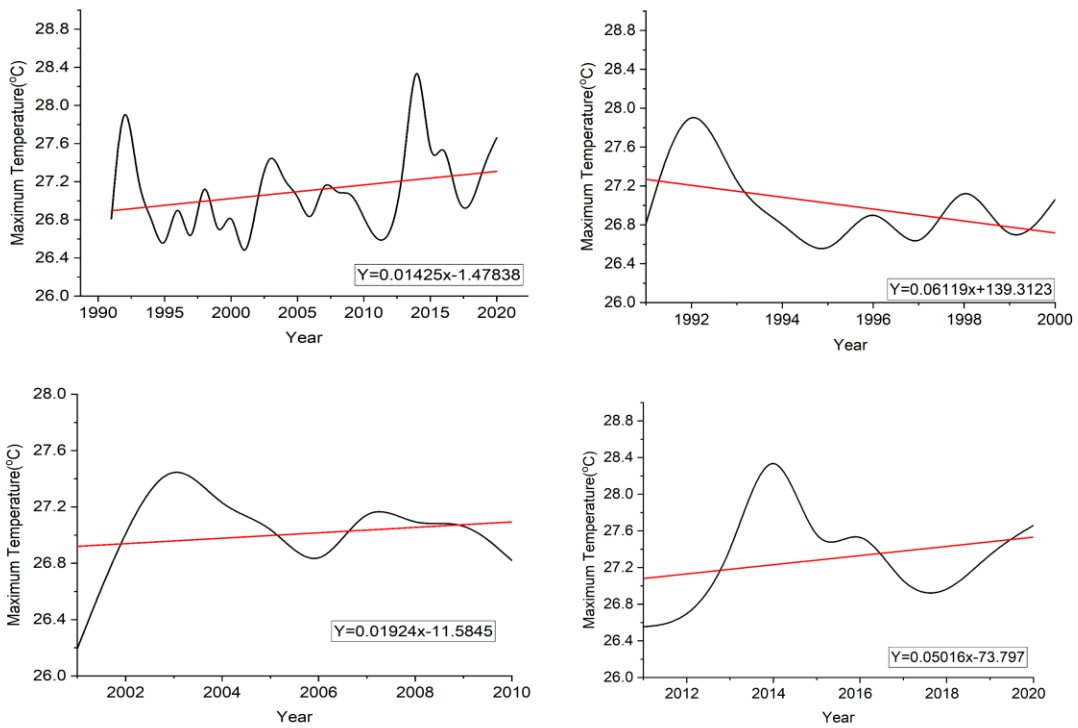 28.8
28.4
28.0
27.6
27.2
26.8
26.4
26.0
Maximum Temperature(°C)
Y=0.01425x-1.47838
1990 1995 2000 2005 2010 2015 2020
Year
28.8
28.4
28.0
27.6
27.2
26.8
26.4
26.0
Maximum Temperature(°C)
Y=0.06119x+139.3123
1992 1994 1996 1998 2000
Year
28.0
27.6
27.2
26.8
26.4
26.0
Maximum Temperature(°C)
Y=0.01924x-11.5845
2002 2004 2006 2008 2010
Year
28.8
28.4
28.0
27.6
27.2
26.8
26.4
26.0
Maximum Temperature(°C)
Y=0.05016x-73.797
2012 2014 2016 2018 2020
Year